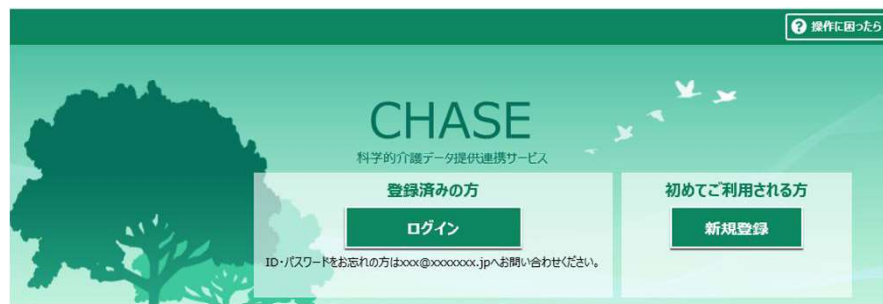 ? 操作に困ったら
CHASE
科学的介護データ提供連携サービス
登録済みの方
ログイン
ID・パスワードをお忘れの方はxxx@xxxxxxx.jpへお問い合わせください。
初めてご利用される方
新規登録